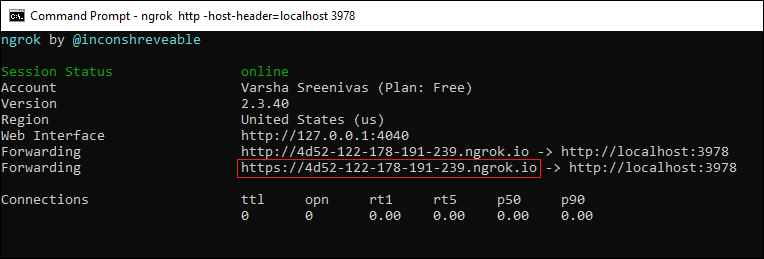 Command Prompt - ngrok http -host-header=localhost 3978
ngrok by @inconshreveable
Session Status online
Account Varsha Sreenivas (Plan: Free)
Version 2.3.40
Region United States (us)
Web Interface http://127.0.0.1:4040
Forwarding http://4d52-122-178-191-239.ngrok.io -> http://localhost:3978
Forwarding https://4d52-122-178-191-239.ngrok.io -> http://localhost:3978
Connections ttl opn rt1 rt5 p50 p90
0 0 0.00 0.00 0.00 0.00